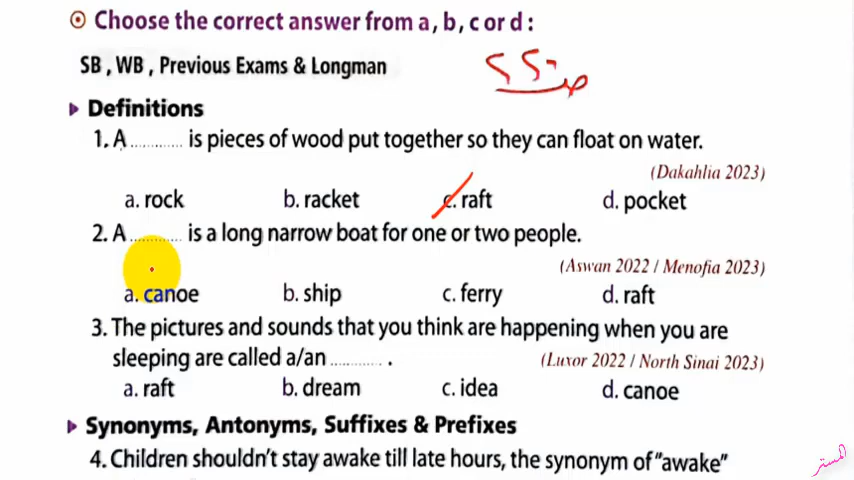 Choose the correct answer from a, b, c or d :
SB , WB , Previous Exams & Longman
Definitions
1. A ............ is pieces of wood put together so they can float on water.
(Dakahlia 2023)
a. rock b. racket c. raft d. pocket
2. A ............ is a long narrow boat for one or two people.
(Aswan 2022 / Menofia 2023)
a. canoe b. ship c. ferry d. raft
3. The pictures and sounds that you think are happening when you are
sleeping are called a/an ............ . (Luxor 2022 / North Sinai 2023)
a. raft b. dream c. idea d. canoe
Synonyms, Antonyms, Suffixes & Prefixes
4. Children shouldn't stay awake till late hours, the synonym of "awake"
المستر